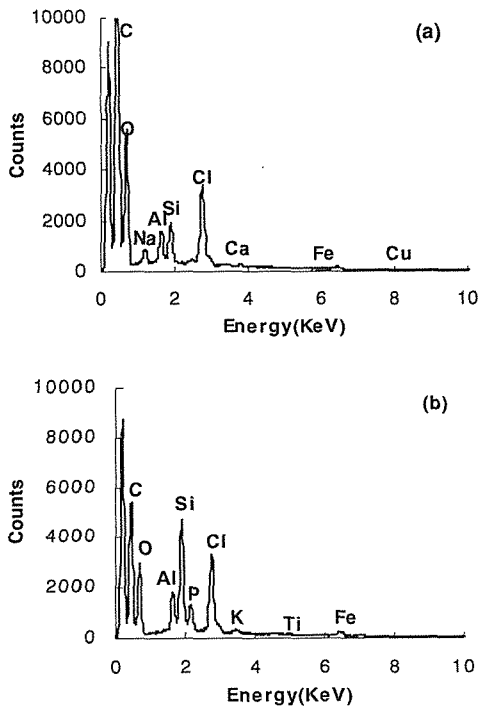 (a)
10000
8000
6000
4000
2000
0
Counts
C
O
Na
Al
Si
Cl
Ca
Fe
Cu
0 2 4 6 8 10
Energy(KeV)
(b)
10000
8000
6000
4000
2000
0
Counts
C
O
Al
Si
P
Cl
K
Ti
Fe
0 2 4 6 8 10
Energy(KeV)